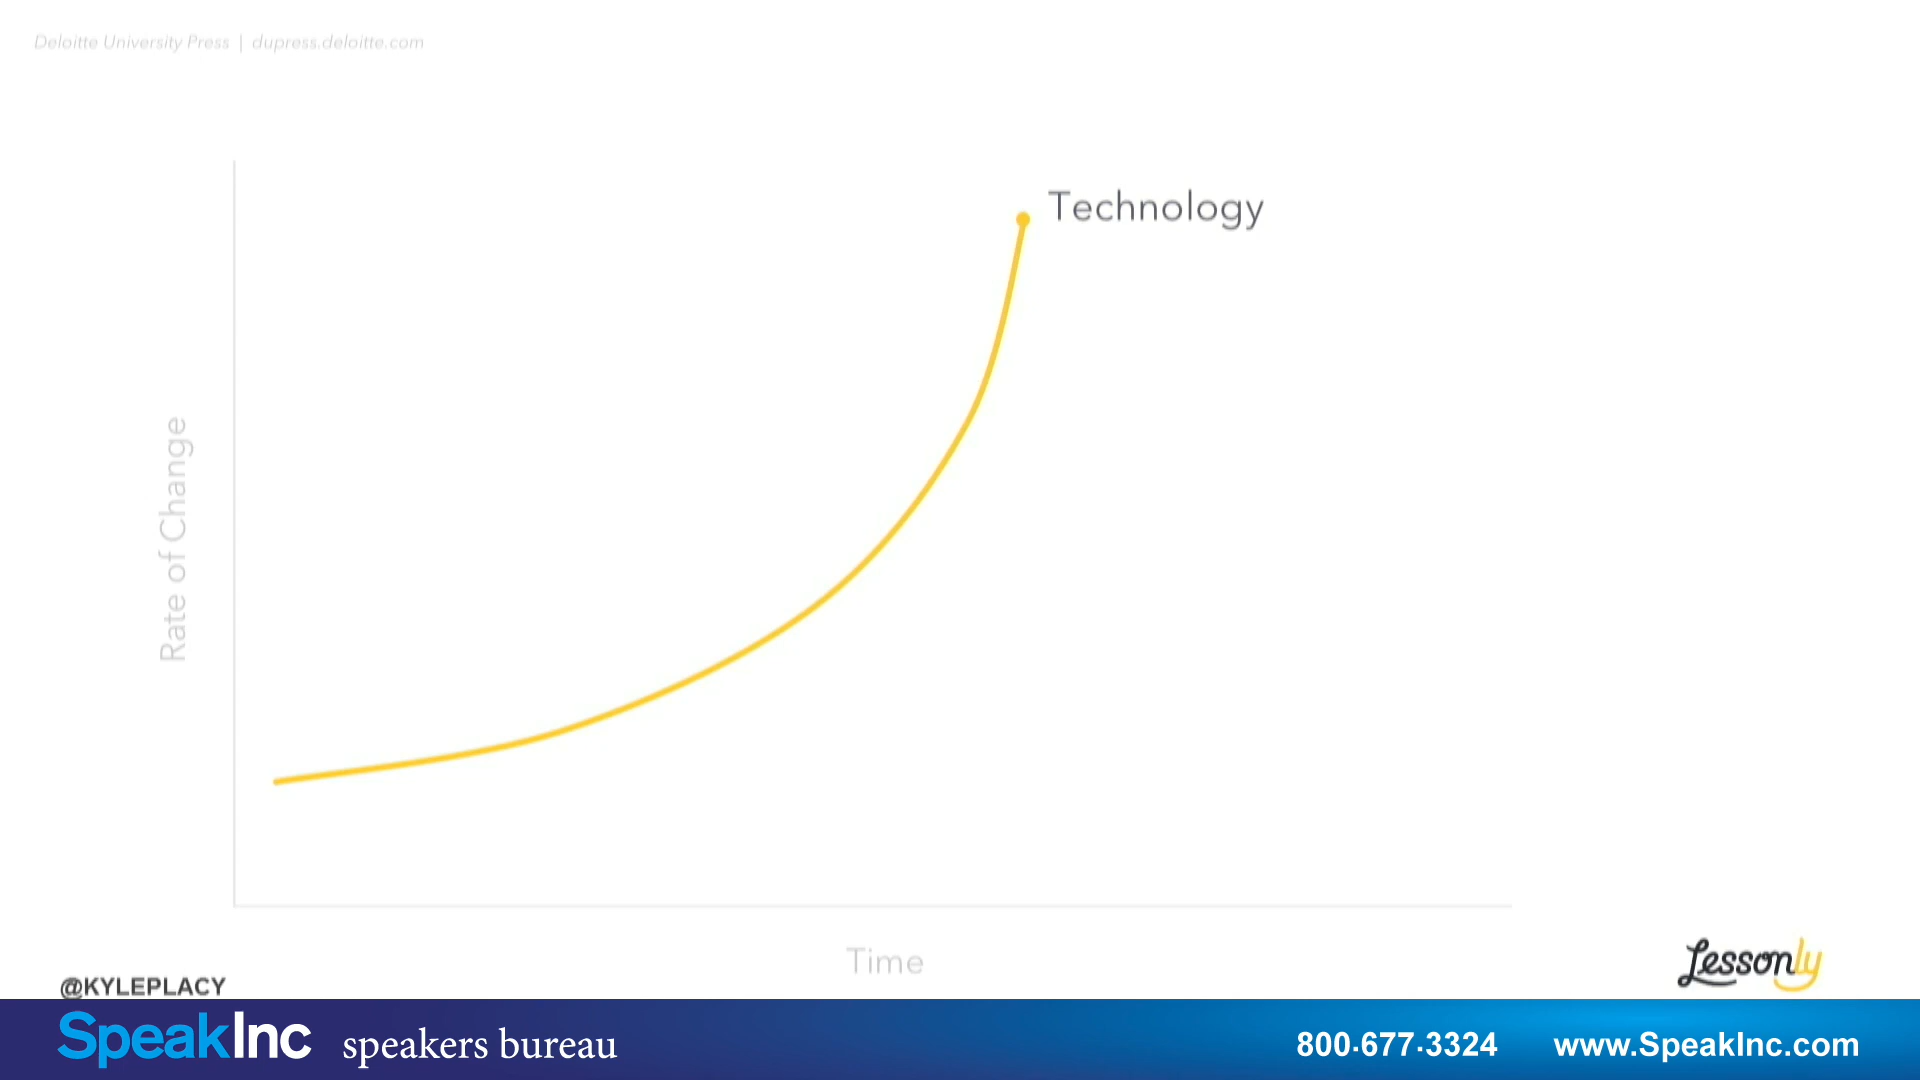 Deloitte University Press | dupress.deloitte.com
Technology
Rate of Change
Time
@KYLEPLACY
Lessonly
SpeakInc speakers bureau
800·677·3324 www.SpeakInc.com